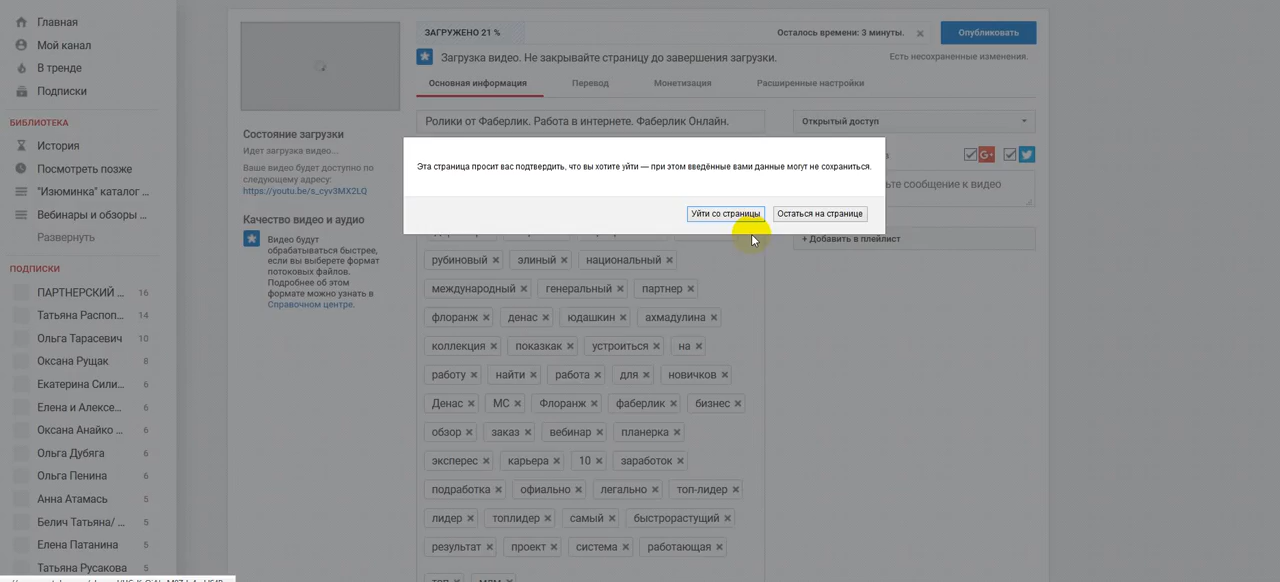 Главная
Мой канал
В тренде
Подписки
БИБЛИОТЕКА
История
Посмотреть позже
"Изюминка" каталог ...
Вебинары и обзоры ...
Развернуть
ПОДПИСКИ
ПАРТНЕРСКИЙ ... 16
Татьяна Распоп... 14
Ольга Тарасевич 10
Оксана Рущак 8
Екатерина Сили... 6
Елена и Алексе... 6
Оксана Анайко ... 6
Ольга Дубяга 6
Ольга Пенина 6
Анна Атамась 5
Белич Татьяна/ ... 5
Елена Патанина 5
Татьяна Русакова 5
Состояние загрузки
Идет загрузка видео...
Ваше видео будет доступно по
следующему адресу:
https://youtu.be/s_cyv3MX2LQ
Качество видео и аудио
Видео будут
обрабатываться быстрее,
если вы выберете формат
потоковых файлов.
Подробнее об этом
формате можно узнать в
Справочном центре.
ЗАГРУЖЕНО 21 %
Осталось времени: 3 минуты.
Опубликовать
Загрузка видео. Не закрывайте страницу до завершения загрузки.
Есть несохраненные изменения.
Основная информация Перевод Монетизация Расширенные настройки
Ролики от Фаберлик. Работа в интернете. Фаберлик Онлайн.
Открытый доступ
Эта страница просит вас подтвердить, что вы хотите уйти — при этом введённые вами данные могут не сохраниться.
Уйти со страницы Остаться на странице
ьте сообщение к видео
+ Добавить в плейлист
рубиновый элиный национальный
международный генеральный партнер
флоранж денас юдашкин ахмадулина
коллекция показкак устроиться на
работу найти работа для новичков
Денас МС Флоранж фаберлик бизнес
обзор заказ вебинар планерка
эксперес карьера 10 заработок
подработка офиально легально топ-лидер
лидер топлидер самый быстрорастущий
результат проект система работающая